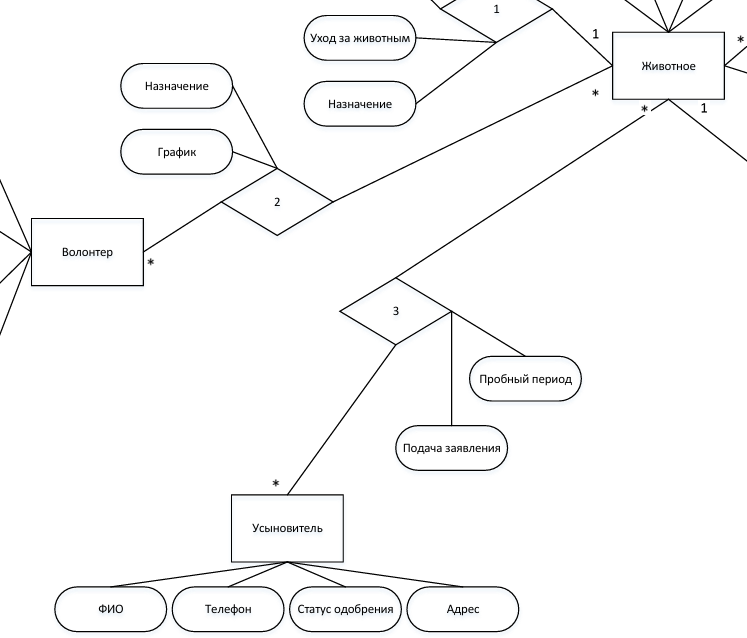 1
Уход за животным
1
Животное
*
Назначение
*
Назначение
*
1
График
2
Волонтер
*
3
Пробный период
Подача заявления
*
Усыновитель
ФИО
Телефон
Статус одобрения
Адрес